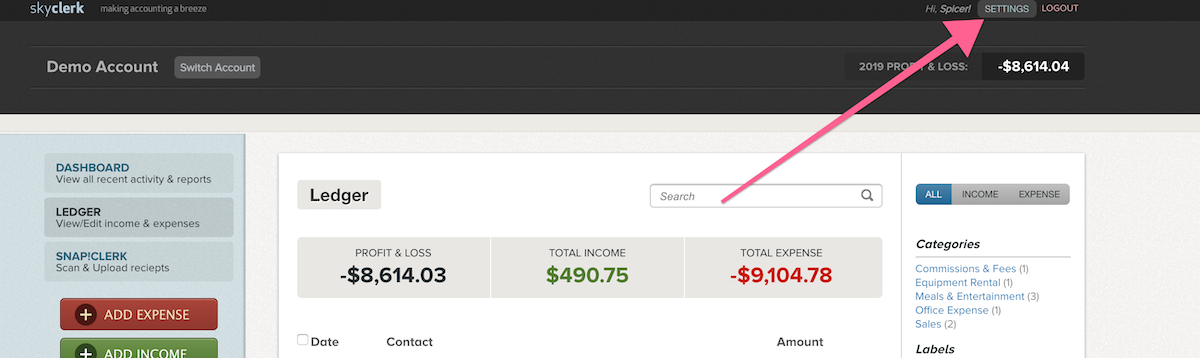 skyclerk making accounting a breeze
Hi, Spicer! SETTINGS LOGOUT
Demo Account Switch Account
2019 PROFIT & LOSS: -$8,614.04
DASHBOARD
View all recent activity & reports
LEDGER
View/Edit income & expenses
SNAP!CLERK
Scan & Upload reciepts
ADD EXPENSE
ADD INCOME
Ledger
Search
PROFIT & LOSS
-$8,614.03
TOTAL INCOME
$490.75
TOTAL EXPENSE
-$9,104.78
Date Contact Amount
ALL INCOME EXPENSE
Categories
Commissions & Fees (1)
Equipment Rental (1)
Meals & Entertainment (3)
Office Expense (1)
Sales (2)
Labels